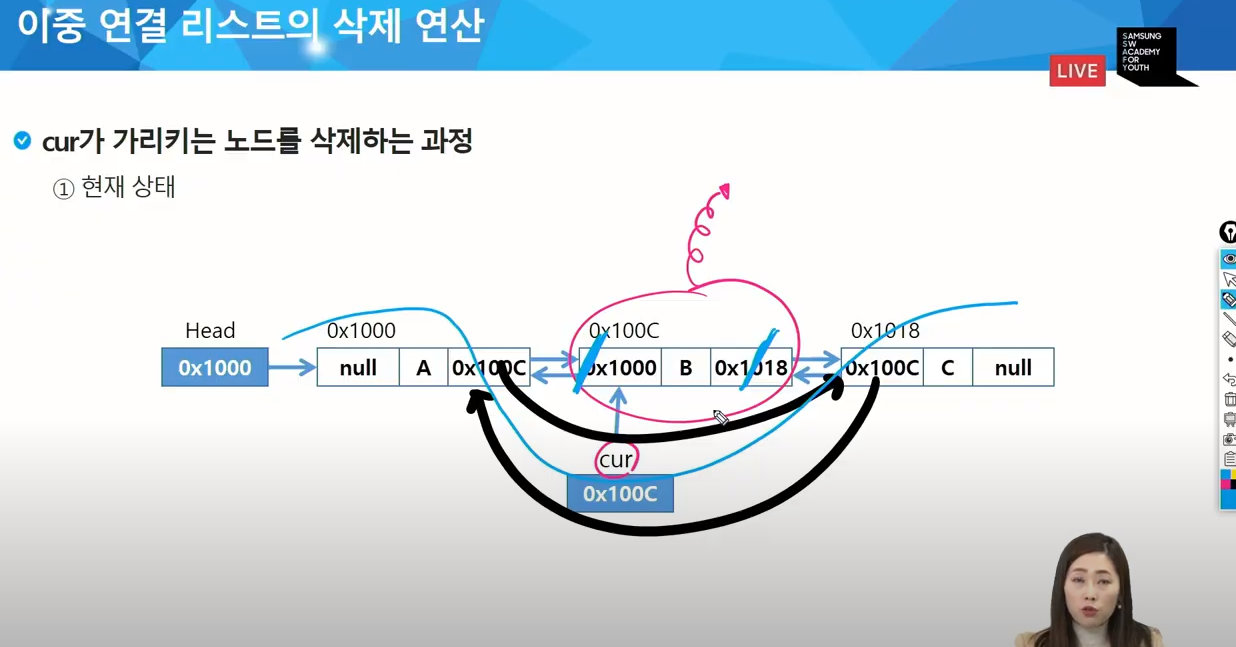 이중 연결 리스트의 삭제 연산
LIVE
SAMSUNG
SW
ACADEMY
FOR
YOUTH
cur가 가리키는 노드를 삭제하는 과정
① 현재 상태
Head 0x1000 0x100C 0x1018
0x1000 null A 0x100C 0x1000 B 0x1018 0x100C C null
cur
0x100C